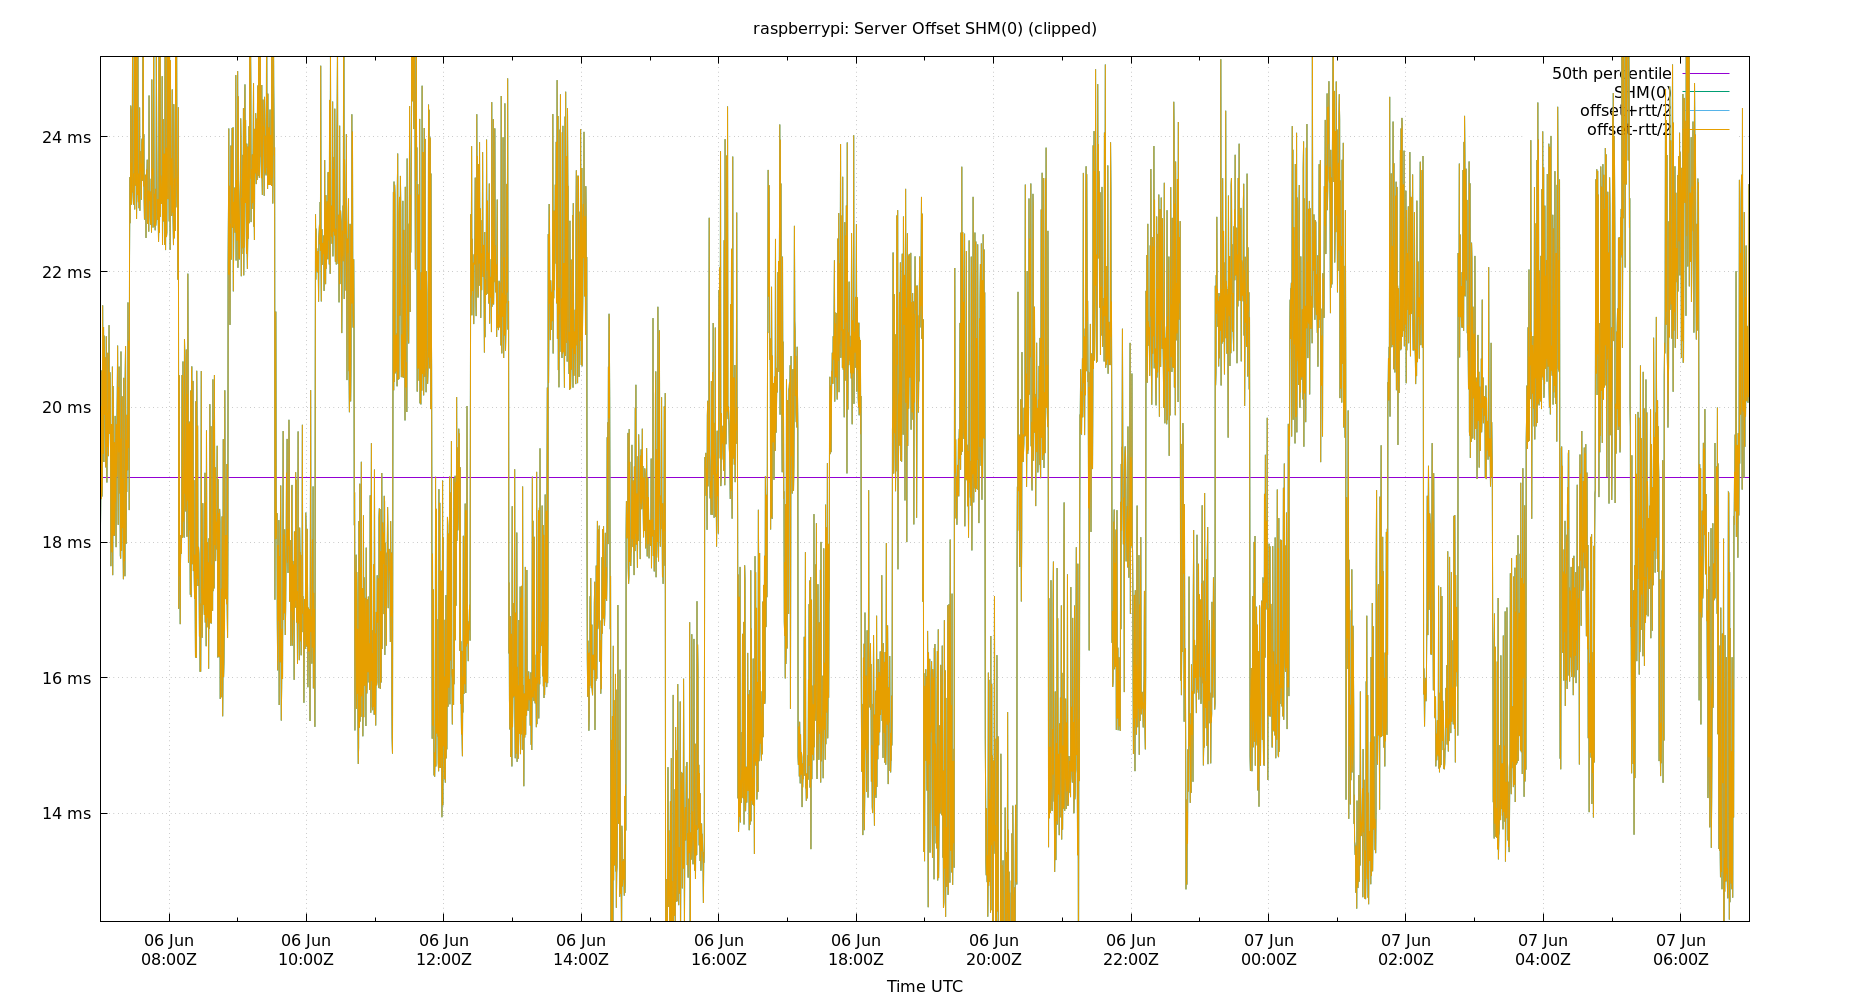 raspberrypi: Server Offset SHM(0) (clipped)
50th percentile
SHM(0)
offset+rtt/2
offset-rtt/2
24 ms
22 ms
20 ms
18 ms
16 ms
14 ms
06 Jun 06 Jun 06 Jun 06 Jun 06 Jun 06 Jun 06 Jun 06 Jun 07 Jun 07 Jun 07 Jun 07 Jun
08:00Z 10:00Z 12:00Z 14:00Z 16:00Z 18:00Z 20:00Z 22:00Z 00:00Z 02:00Z 04:00Z 06:00Z
Time UTC